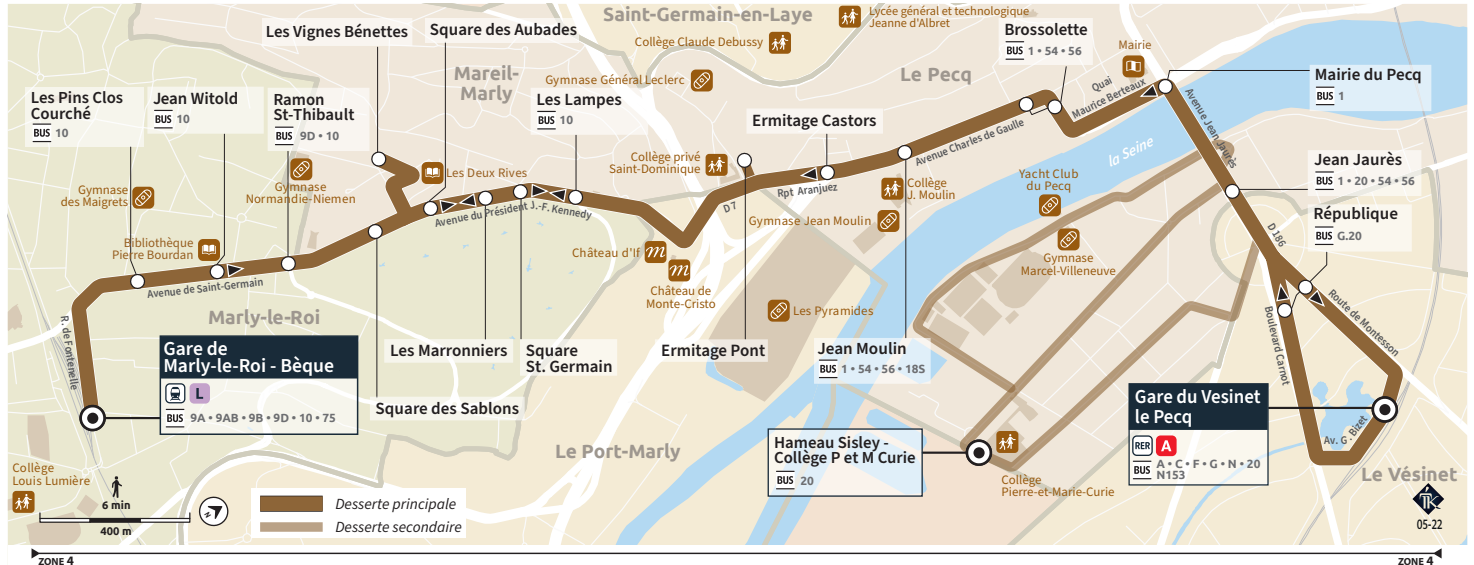 Saint-Germain-en-Laye
Lycée général et technologique
Jeanne d'Albret
Collège Claude Debussy
Les Vignes Bénettes
Square des Aubades
Brossolette
BUS 1 • 54 • 56
Mairie
Mareil-
Marly
Gymnase Général Leclerc
Le Pecq
Quai
Maurice Berteaux
Mairie du Pecq
BUS 1
Les Pins Clos
Courché
BUS 10
Jean Witold
BUS 10
Ramon
St-Thibault
BUS 9D • 10
Les Lampes
BUS 10
Ermitage Castors
Avenue Jean Jaurès
Avenue Charles de Gaulle
la Seine
Collège privé
Saint-Dominique
Les Deux Rives
Jean Jaurès
BUS 1 • 20 • 54 • 56
Gymnase
des Maigrets
Gymnase
Normandie-Niemen
Yacht Club
du Pecq
Rpt Aranjuez
Collège
J. Moulin
D7
Avenue du Président J.-F. Kennedy
Gymnase Jean Moulin
République
BUS G.20
Bibliothèque
Pierre Bourdan
Château d'If
D186
Gymnase
Marcel-Villeneuve
Avenue de Saint-Germain
Château de
Monte-Cristo
Les Pyramides
Route de Montesson
Boulevard Carnot
Marly-le-Roi
R. de Fontenelle
Gare de
Marly-le-Roi - Bèque
L
BUS 9A • 9AB • 9B • 9D • 10 • 75
Les Marronniers
Square
St. Germain
Ermitage Pont
Jean Moulin
BUS 1 • 54 • 56 • 18S
Square des Sablons
Gare du Vesinet
le Pecq
RER A
BUS A • C • F • G • N • 20
N153
Av. G. Bizet
Le Port-Marly
Hameau Sisley -
Collège P et M Curie
BUS 20
Collège
Pierre-et-Marie-Curie
Le Vésinet
Collège
Louis Lumière
6 min
400 m
Desserte principale
Desserte secondaire
TK
05-22
ZONE 4
ZONE 4